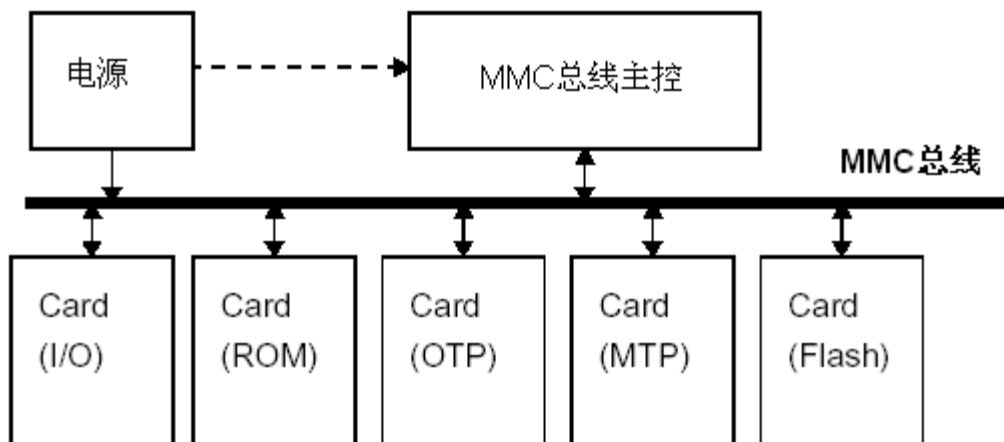 电源
MMC总线主控
MMC总线
Card
(I/O)
Card
(ROM)
Card
(OTP)
Card
(MTP)
Card
(Flash)